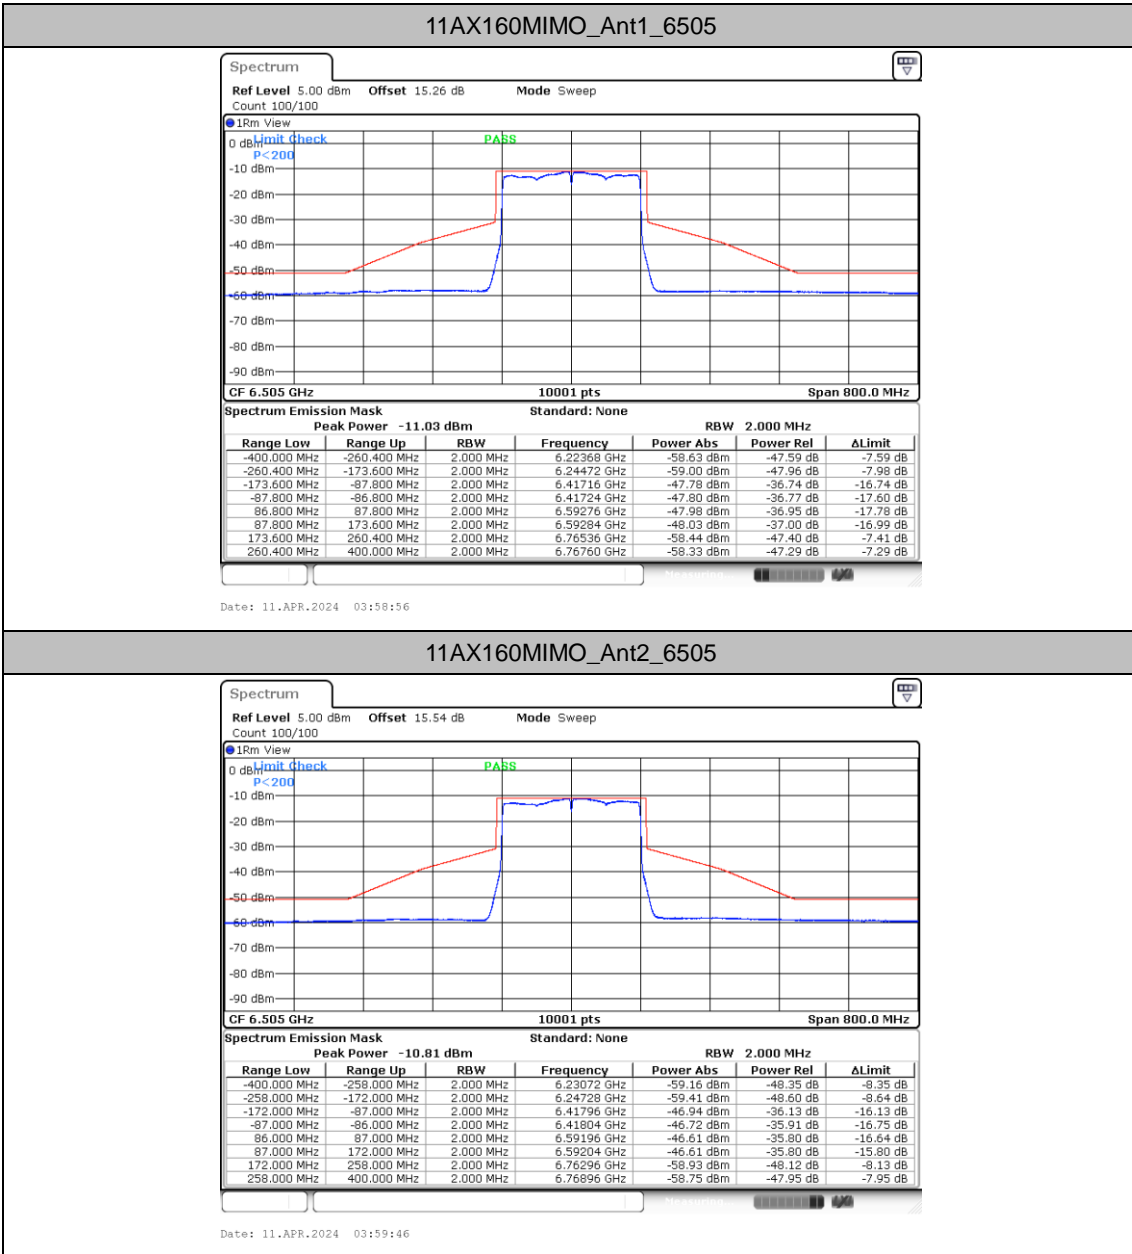 11AX160MIMO_Ant1_6505
Spectrum
Ref Level 5.00 dBm Offset 15.26 dB Mode Sweep
Count 100/100
1Rm View
0 dBm Limit Check PASS
P<200
-10 dBm
-20 dBm
-30 dBm
-40 dBm
-50 dBm
-60 dBm
-70 dBm
-80 dBm
-90 dBm
CF 6.505 GHz 10001 pts Span 800.0 MHz
Spectrum Emission Mask Standard: None
Peak Power -11.03 dBm RBW 2.000 MHz
Range Low Range Up RBW Frequency Power Abs Power Rel ΔLimit
-400.000 MHz -260.400 MHz 2.000 MHz 6.22368 GHz -58.63 dBm -47.59 dB -7.59 dB
-260.400 MHz -173.600 MHz 2.000 MHz 6.24472 GHz -59.00 dBm -47.96 dB -7.98 dB
-173.600 MHz -87.800 MHz 2.000 MHz 6.41716 GHz -47.78 dBm -36.74 dB -16.74 dB
-87.800 MHz -86.800 MHz 2.000 MHz 6.41724 GHz -47.80 dBm -36.77 dB -17.60 dB
86.800 MHz 87.800 MHz 2.000 MHz 6.59276 GHz -47.98 dBm -36.95 dB -17.78 dB
87.800 MHz 173.600 MHz 2.000 MHz 6.59284 GHz -48.03 dBm -37.00 dB -16.99 dB
173.600 MHz 260.400 MHz 2.000 MHz 6.76536 GHz -58.44 dBm -47.40 dB -7.41 dB
260.400 MHz 400.000 MHz 2.000 MHz 6.76760 GHz -58.33 dBm -47.29 dB -7.29 dB
Measuring...
Date: 11.APR.2024 03:58:56
11AX160MIMO_Ant2_6505
Spectrum
Ref Level 5.00 dBm Offset 15.54 dB Mode Sweep
Count 100/100
1Rm View
0 dBm Limit Check PASS
P<200
-10 dBm
-20 dBm
-30 dBm
-40 dBm
-50 dBm
-60 dBm
-70 dBm
-80 dBm
-90 dBm
CF 6.505 GHz 10001 pts Span 800.0 MHz
Spectrum Emission Mask Standard: None
Peak Power -10.81 dBm RBW 2.000 MHz
Range Low Range Up RBW Frequency Power Abs Power Rel ΔLimit
-400.000 MHz -258.000 MHz 2.000 MHz 6.23072 GHz -59.16 dBm -48.35 dB -8.35 dB
-258.000 MHz -172.000 MHz 2.000 MHz 6.24728 GHz -59.41 dBm -48.60 dB -8.64 dB
-172.000 MHz -87.000 MHz 2.000 MHz 6.41796 GHz -46.94 dBm -36.13 dB -16.13 dB
-87.000 MHz -86.000 MHz 2.000 MHz 6.41804 GHz -46.72 dBm -35.91 dB -16.75 dB
86.000 MHz 87.000 MHz 2.000 MHz 6.59196 GHz -46.61 dBm -35.80 dB -16.64 dB
87.000 MHz 172.000 MHz 2.000 MHz 6.59204 GHz -46.61 dBm -35.80 dB -15.80 dB
172.000 MHz 258.000 MHz 2.000 MHz 6.76296 GHz -58.93 dBm -48.12 dB -8.13 dB
258.000 MHz 400.000 MHz 2.000 MHz 6.76896 GHz -58.75 dBm -47.95 dB -7.95 dB
Measuring...
Date: 11.APR.2024 03:59:46